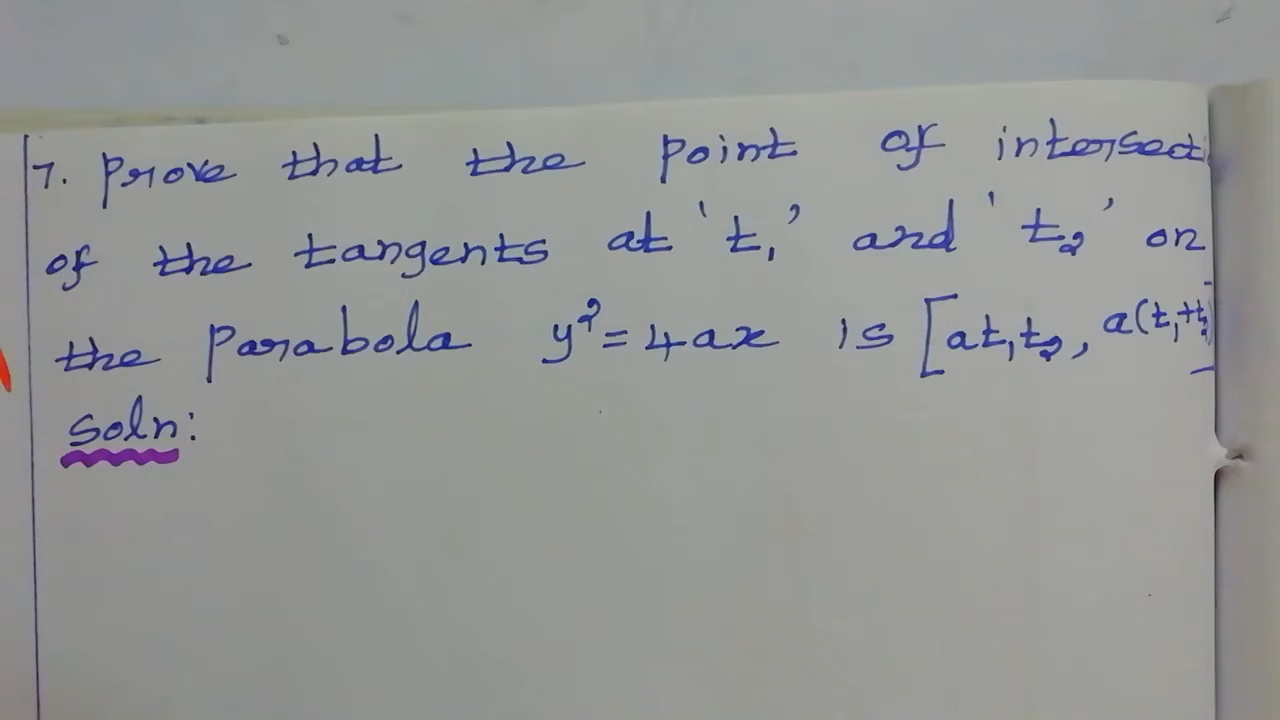 7. Prove that the point of intersecti
of the tangents at 't₁' and 't₂' on
the Parabola y²=4ax is [at₁t₂, a(t₁+t₂)]
Soln: